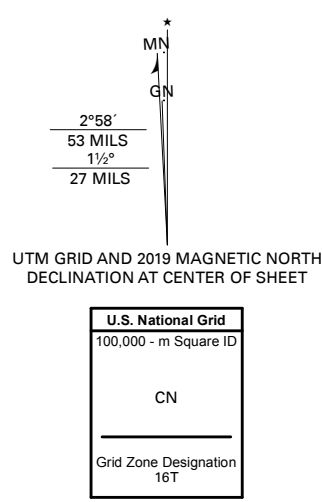 MN
GN
2°58´
53 MILS
1½°
27 MILS
UTM GRID AND 2019 MAGNETIC NORTH
DECLINATION AT CENTER OF SHEET
U.S. National Grid
100,000 - m Square ID
CN
Grid Zone Designation
16T